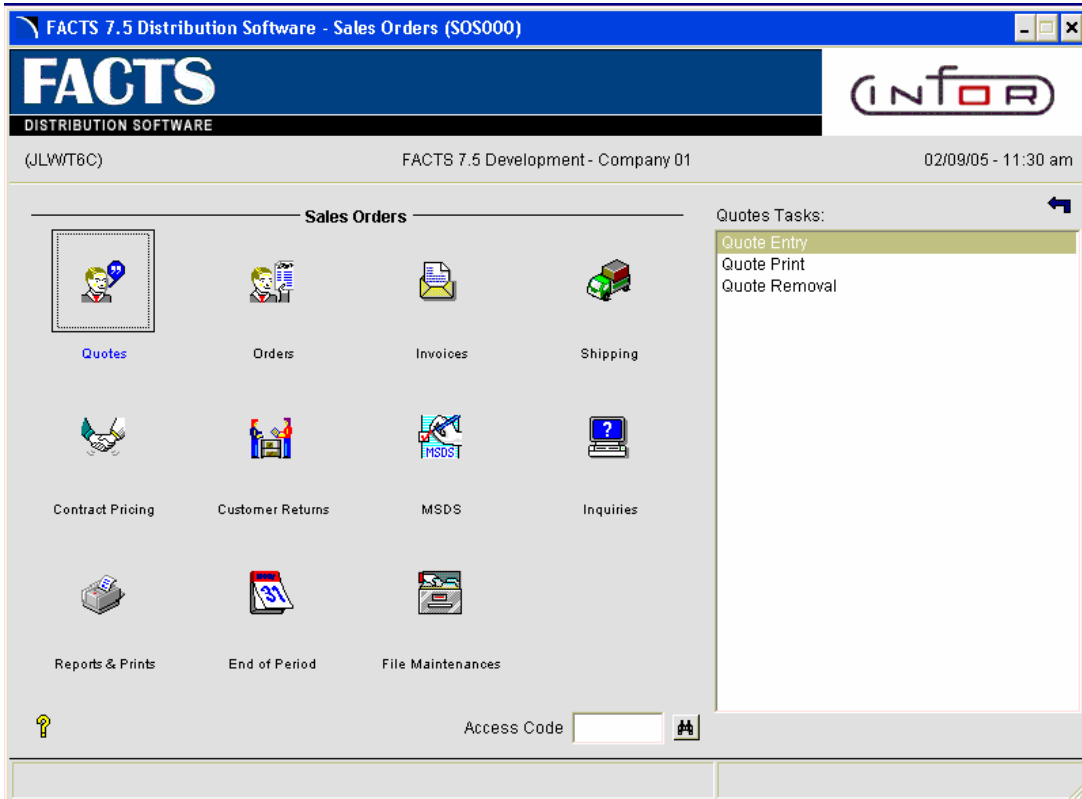 FACTS 7.5 Distribution Software - Sales Orders (SOS000)
FACTS
DISTRIBUTION SOFTWARE
infor
(JLW/T6C)
FACTS 7.5 Development - Company 01
02/09/05 - 11:30 am
Sales Orders
Quotes Tasks:
Quote Entry
Quote Print
Quote Removal
Quotes
Orders
Invoices
Shipping
MSDS
Contract Pricing
Customer Returns
MSDS
Inquiries
31
Reports & Prints
End of Period
File Maintenances
Access Code